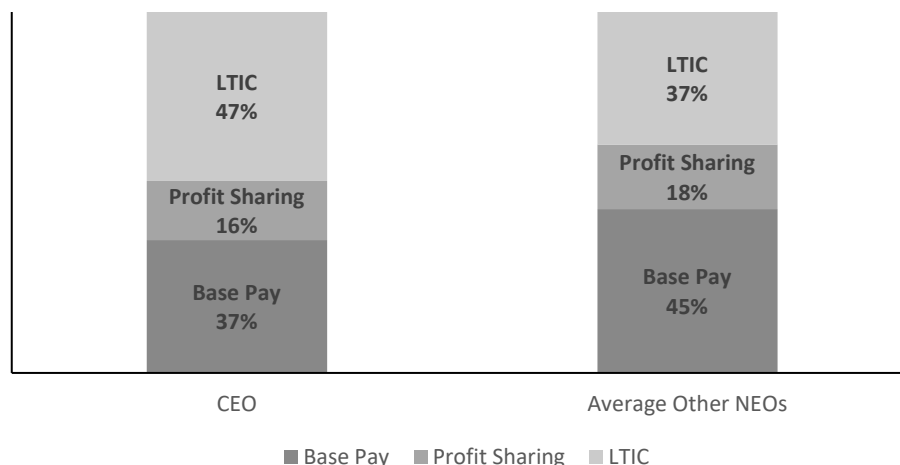 LTIC
47%
LTIC
37%
Profit Sharing
16%
Profit Sharing
18%
Base Pay
37%
Base Pay
45%
CEO
Average Other NEOs
Base Pay Profit Sharing LTIC